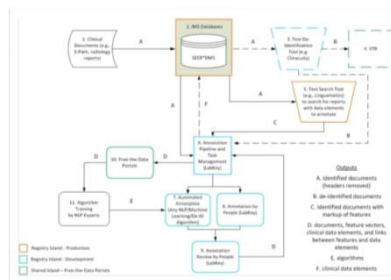 1. Clinical
Documents (e.g.,
E-Path, radiology
reports)
A
2. IMS Databases
SEER*DMS
A
3. Text De-
Identification
Tool (e.g.
Clinacuity)
B
4. VTR
A
F
A
5. Text Search Tool
(e.g., Linguamatics)
to search for reports
with data elements
to annotate
C
B
6. Annotation
Pipeline and Task
Management
(LabKey)
D
10. Free-the-Data
Portals
D
11. Algorithm
Training
by NLP Experts
E
7. Automated
Annotation
(Any NLP/Machine
Learning/De-ID
Algorithm)
8. Annotation by
People (LabKey)
D
9. Annotation
Review by People
(LabKey)
Outputs
A. identified documents
(headers removed)
B. de-identified documents
C. identified documents
with markup of features
D. documents, feature vectors,
clinical data elements, and links
between features and data
elements
E. algorithms
F. clinical data elements
Registry Island - Production
Registry Island - Development
Shared Island - Free the Data Portals